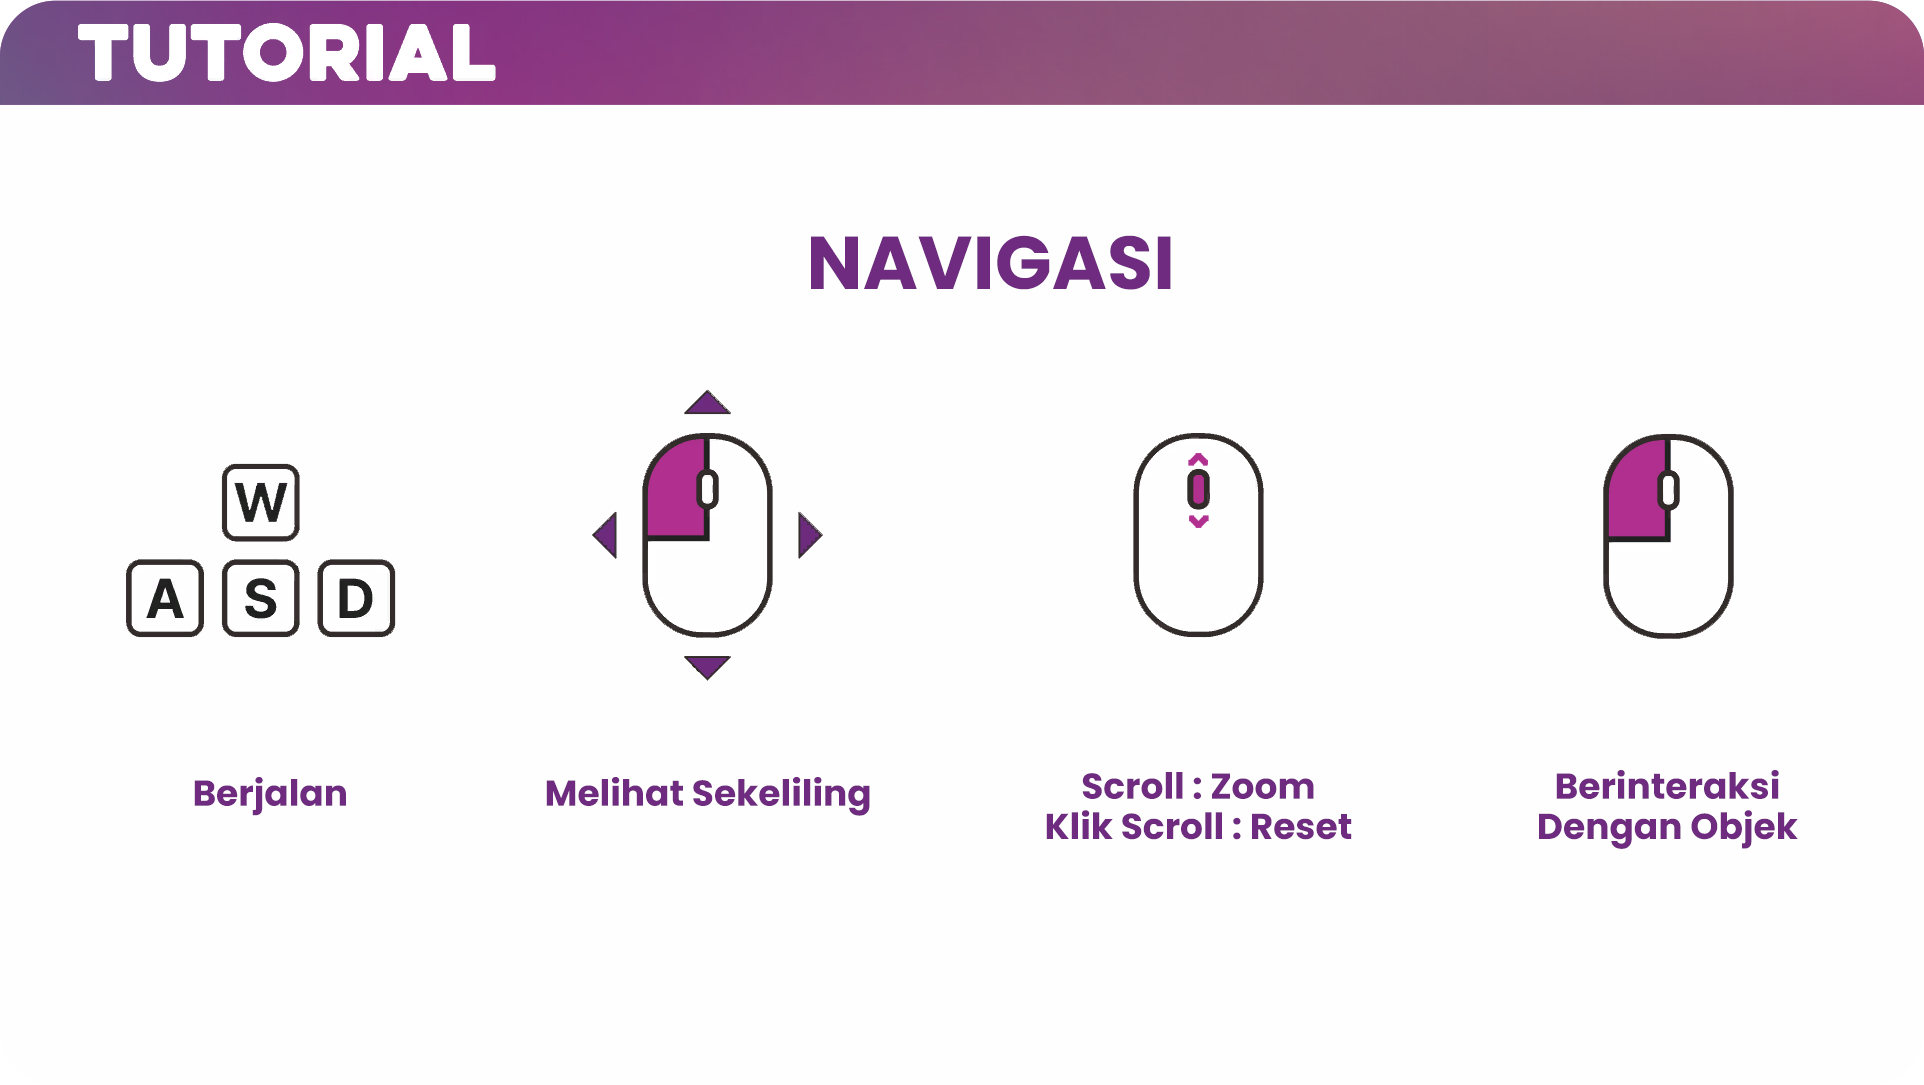 TUTORIAL
NAVIGASI
W
A S D
Berjalan
Melihat Sekeliling
Scroll : Zoom
Klik Scroll : Reset
Berinteraksi
Dengan Objek